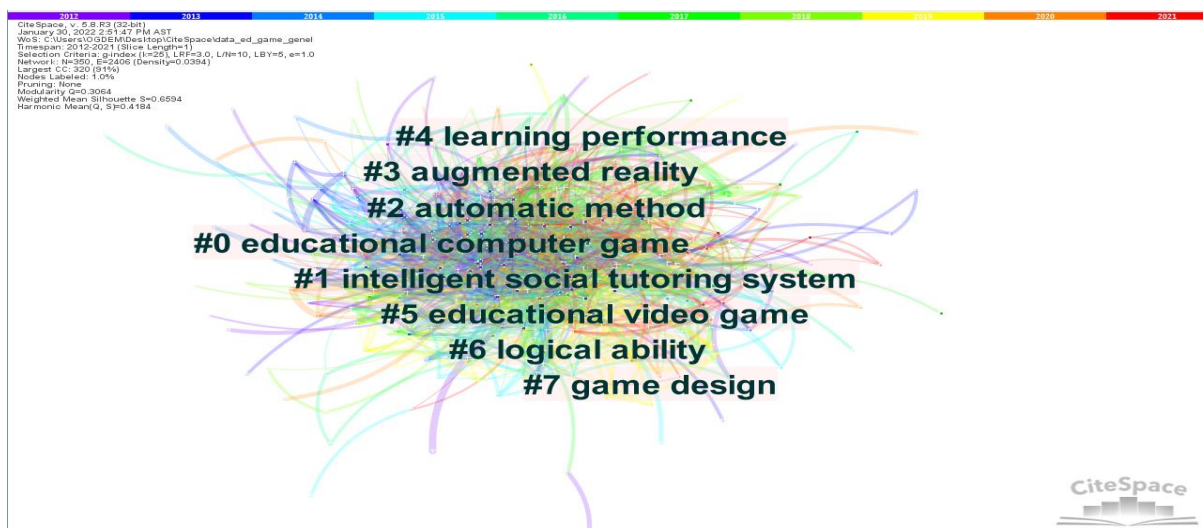 2012 2013 2014 2015 2016 2017 2018 2019 2020 2021
CiteSpace, v. 5.8.R3 (32-bit)
January 30, 2022 2:51:47 PM AST
WoS: C:\Users\OGDEM\Desktop\CiteSpace\data_ed_game_genel
Timespan: 2012-2021 (Slice Length=1)
Selection Criteria: g-index (k=25), LRF=3.0, L/N=10, LBY=5, e=1.0
Network: N=350, E=2406 (Density=0.0394)
Largest CC: 320 (91%)
Nodes Labeled: 1.0%
Pruning: None
Modularity Q=0.3064
Weighted Mean Silhouette S=0.6594
Harmonic Mean(Q, S)=0.4184
#4 learning performance
#3 augmented reality
#2 automatic method
#0 educational computer game
#1 intelligent social tutoring system
#5 educational video game
#6 logical ability
#7 game design
CiteSpace